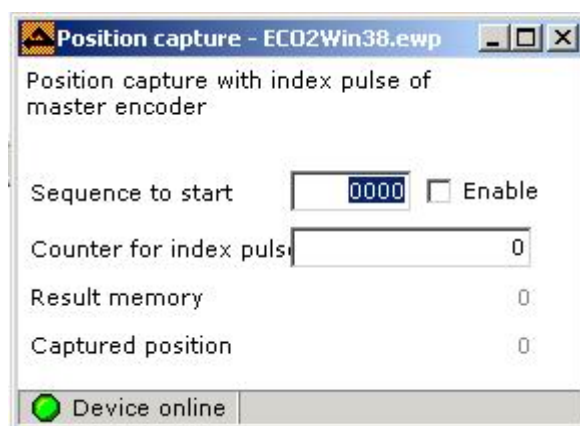 Position capture - ECO2Win38.ewp
Position capture with index pulse of
master encoder
Sequence to start 0000 Enable
Counter for index puls 0
Result memory 0
Captured position 0
Device online